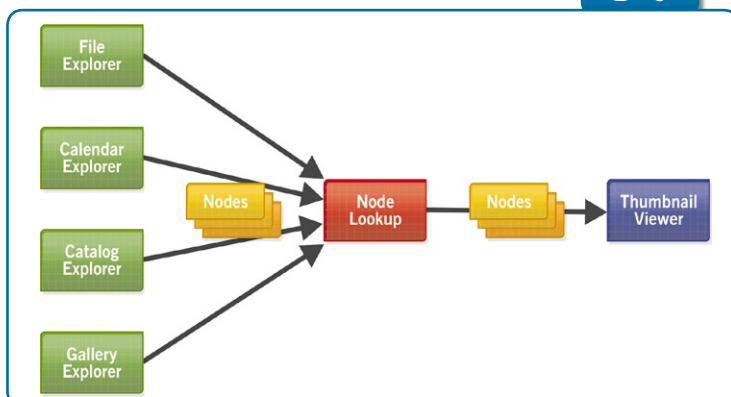 File
Explorer
Calendar
Explorer
Nodes
Node
Lookup
Nodes
Thumbnail
Viewer
Catalog
Explorer
Gallery
Explorer